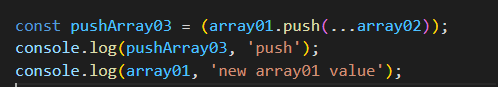 const pushArray03 = (array01.push(...array02));
console.log(pushArray03, 'push');
console.log(array01, 'new array01 value');